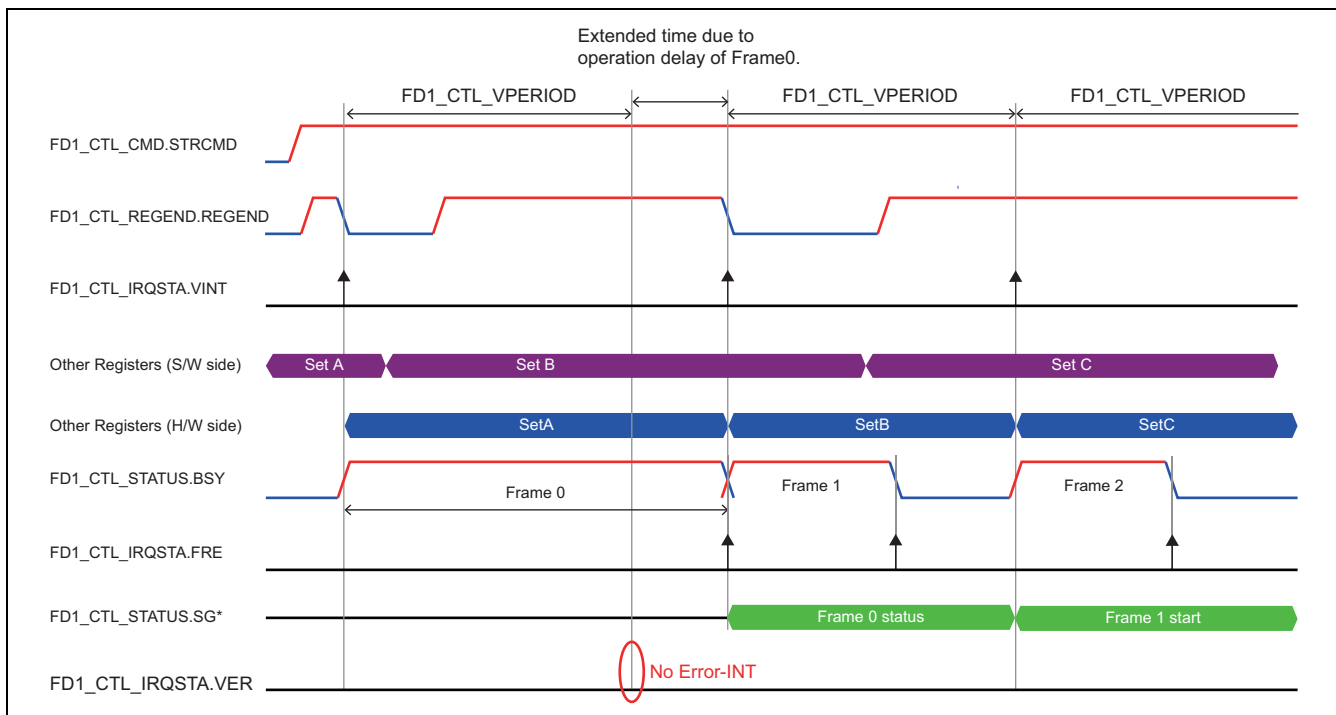 Extended time due to
operation delay of Frame0.
FD1_CTL_VPERIOD
FD1_CTL_VPERIOD
FD1_CTL_VPERIOD
FD1_CTL_CMD.STRCMD
FD1_CTL_REGEND.REGEND
FD1_CTL_IRQSTA.VINT
Other Registers (S/W side)
Set A
Set B
Set C
Other Registers (H/W side)
SetA
SetB
SetC
FD1_CTL_STATUS.BSY
Frame 0
Frame 1
Frame 2
FD1_CTL_IRQSTA.FRE
FD1_CTL_STATUS.SG*
Frame 0 status
Frame 1 start
No Error-INT
FD1_CTL_IRQSTA.VER